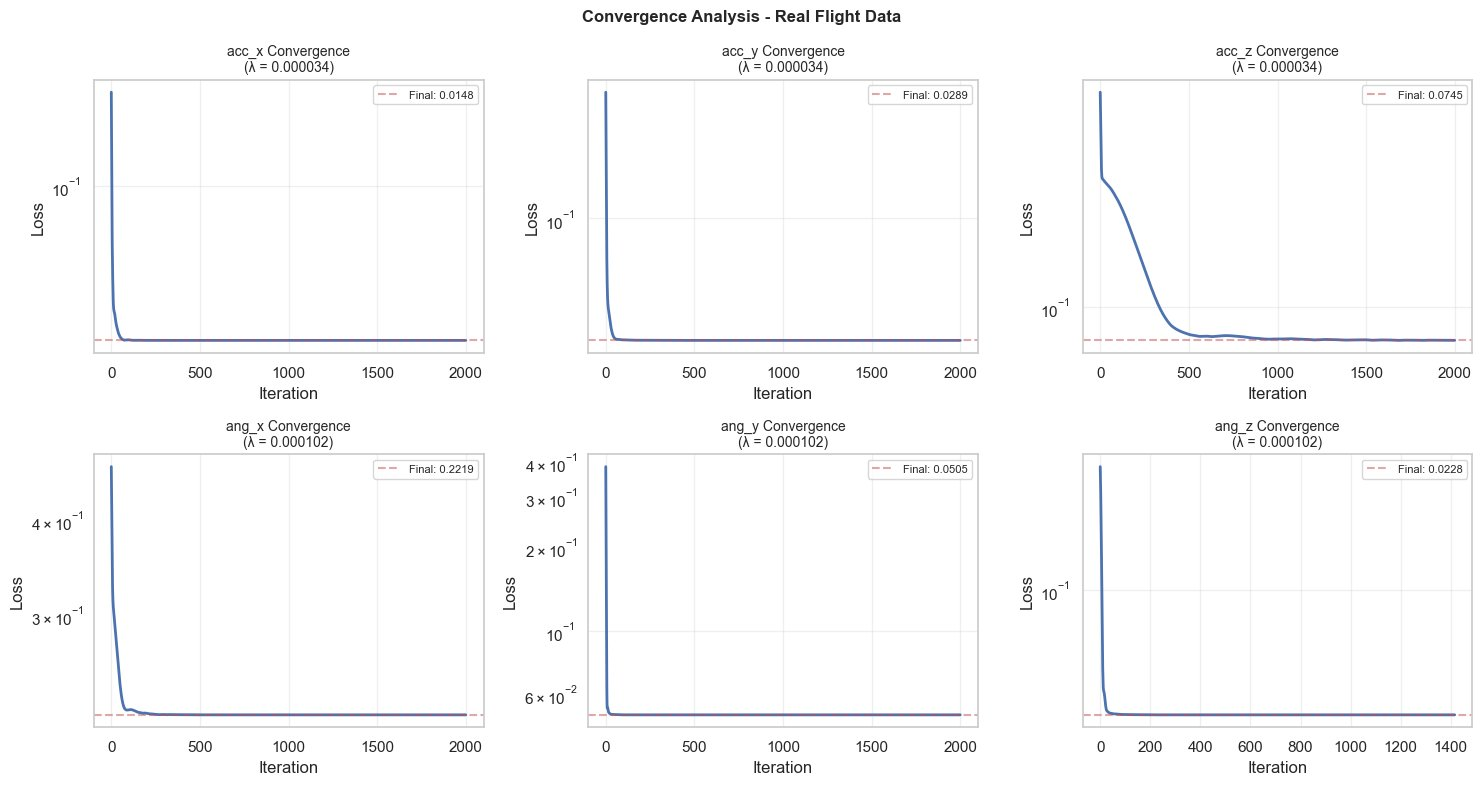 Convergence Analysis - Real Flight Data
acc_x Convergence
(λ = 0.000034)
Final: 0.0148
10⁻¹
Loss
0 500 1000 1500 2000
Iteration
acc_y Convergence
(λ = 0.000034)
Final: 0.0289
10⁻¹
Loss
0 500 1000 1500 2000
Iteration
acc_z Convergence
(λ = 0.000034)
Final: 0.0745
10⁻¹
Loss
0 500 1000 1500 2000
Iteration
ang_x Convergence
(λ = 0.000102)
Final: 0.2219
4 × 10⁻¹
3 × 10⁻¹
Loss
0 500 1000 1500 2000
Iteration
ang_y Convergence
(λ = 0.000102)
Final: 0.0505
4 × 10⁻¹
3 × 10⁻¹
2 × 10⁻¹
10⁻¹
6 × 10⁻²
Loss
0 500 1000 1500 2000
Iteration
ang_z Convergence
(λ = 0.000102)
Final: 0.0228
10⁻¹
Loss
0 200 400 600 800 1000 1200 1400
Iteration